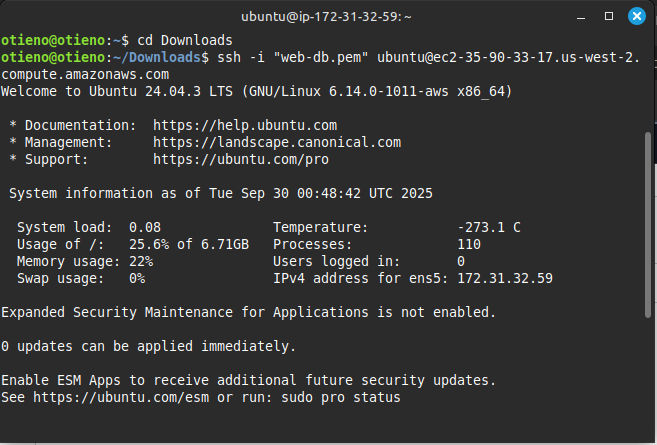 ubuntu@ip-172-31-32-59:~
otieno@otieno:~$ cd Downloads
otieno@otieno:~/Downloads$ ssh -i "web-db.pem" ubuntu@ec2-35-90-33-17.us-west-2.
compute.amazonaws.com
Welcome to Ubuntu 24.04.3 LTS (GNU/Linux 6.14.0-1011-aws x86_64)
* Documentation:  https://help.ubuntu.com
* Management:     https://landscape.canonical.com
* Support:        https://ubuntu.com/pro
System information as of Tue Sep 30 00:48:42 UTC 2025
System load:  0.08              Temperature:           -273.1 C
Usage of /:   25.6% of 6.71GB   Processes:             110
Memory usage: 22%               Users logged in:       0
Swap usage:   0%                IPv4 address for ens5: 172.31.32.59
Expanded Security Maintenance for Applications is not enabled.
0 updates can be applied immediately.
Enable ESM Apps to receive additional future security updates.
See https://ubuntu.com/esm or run: sudo pro status